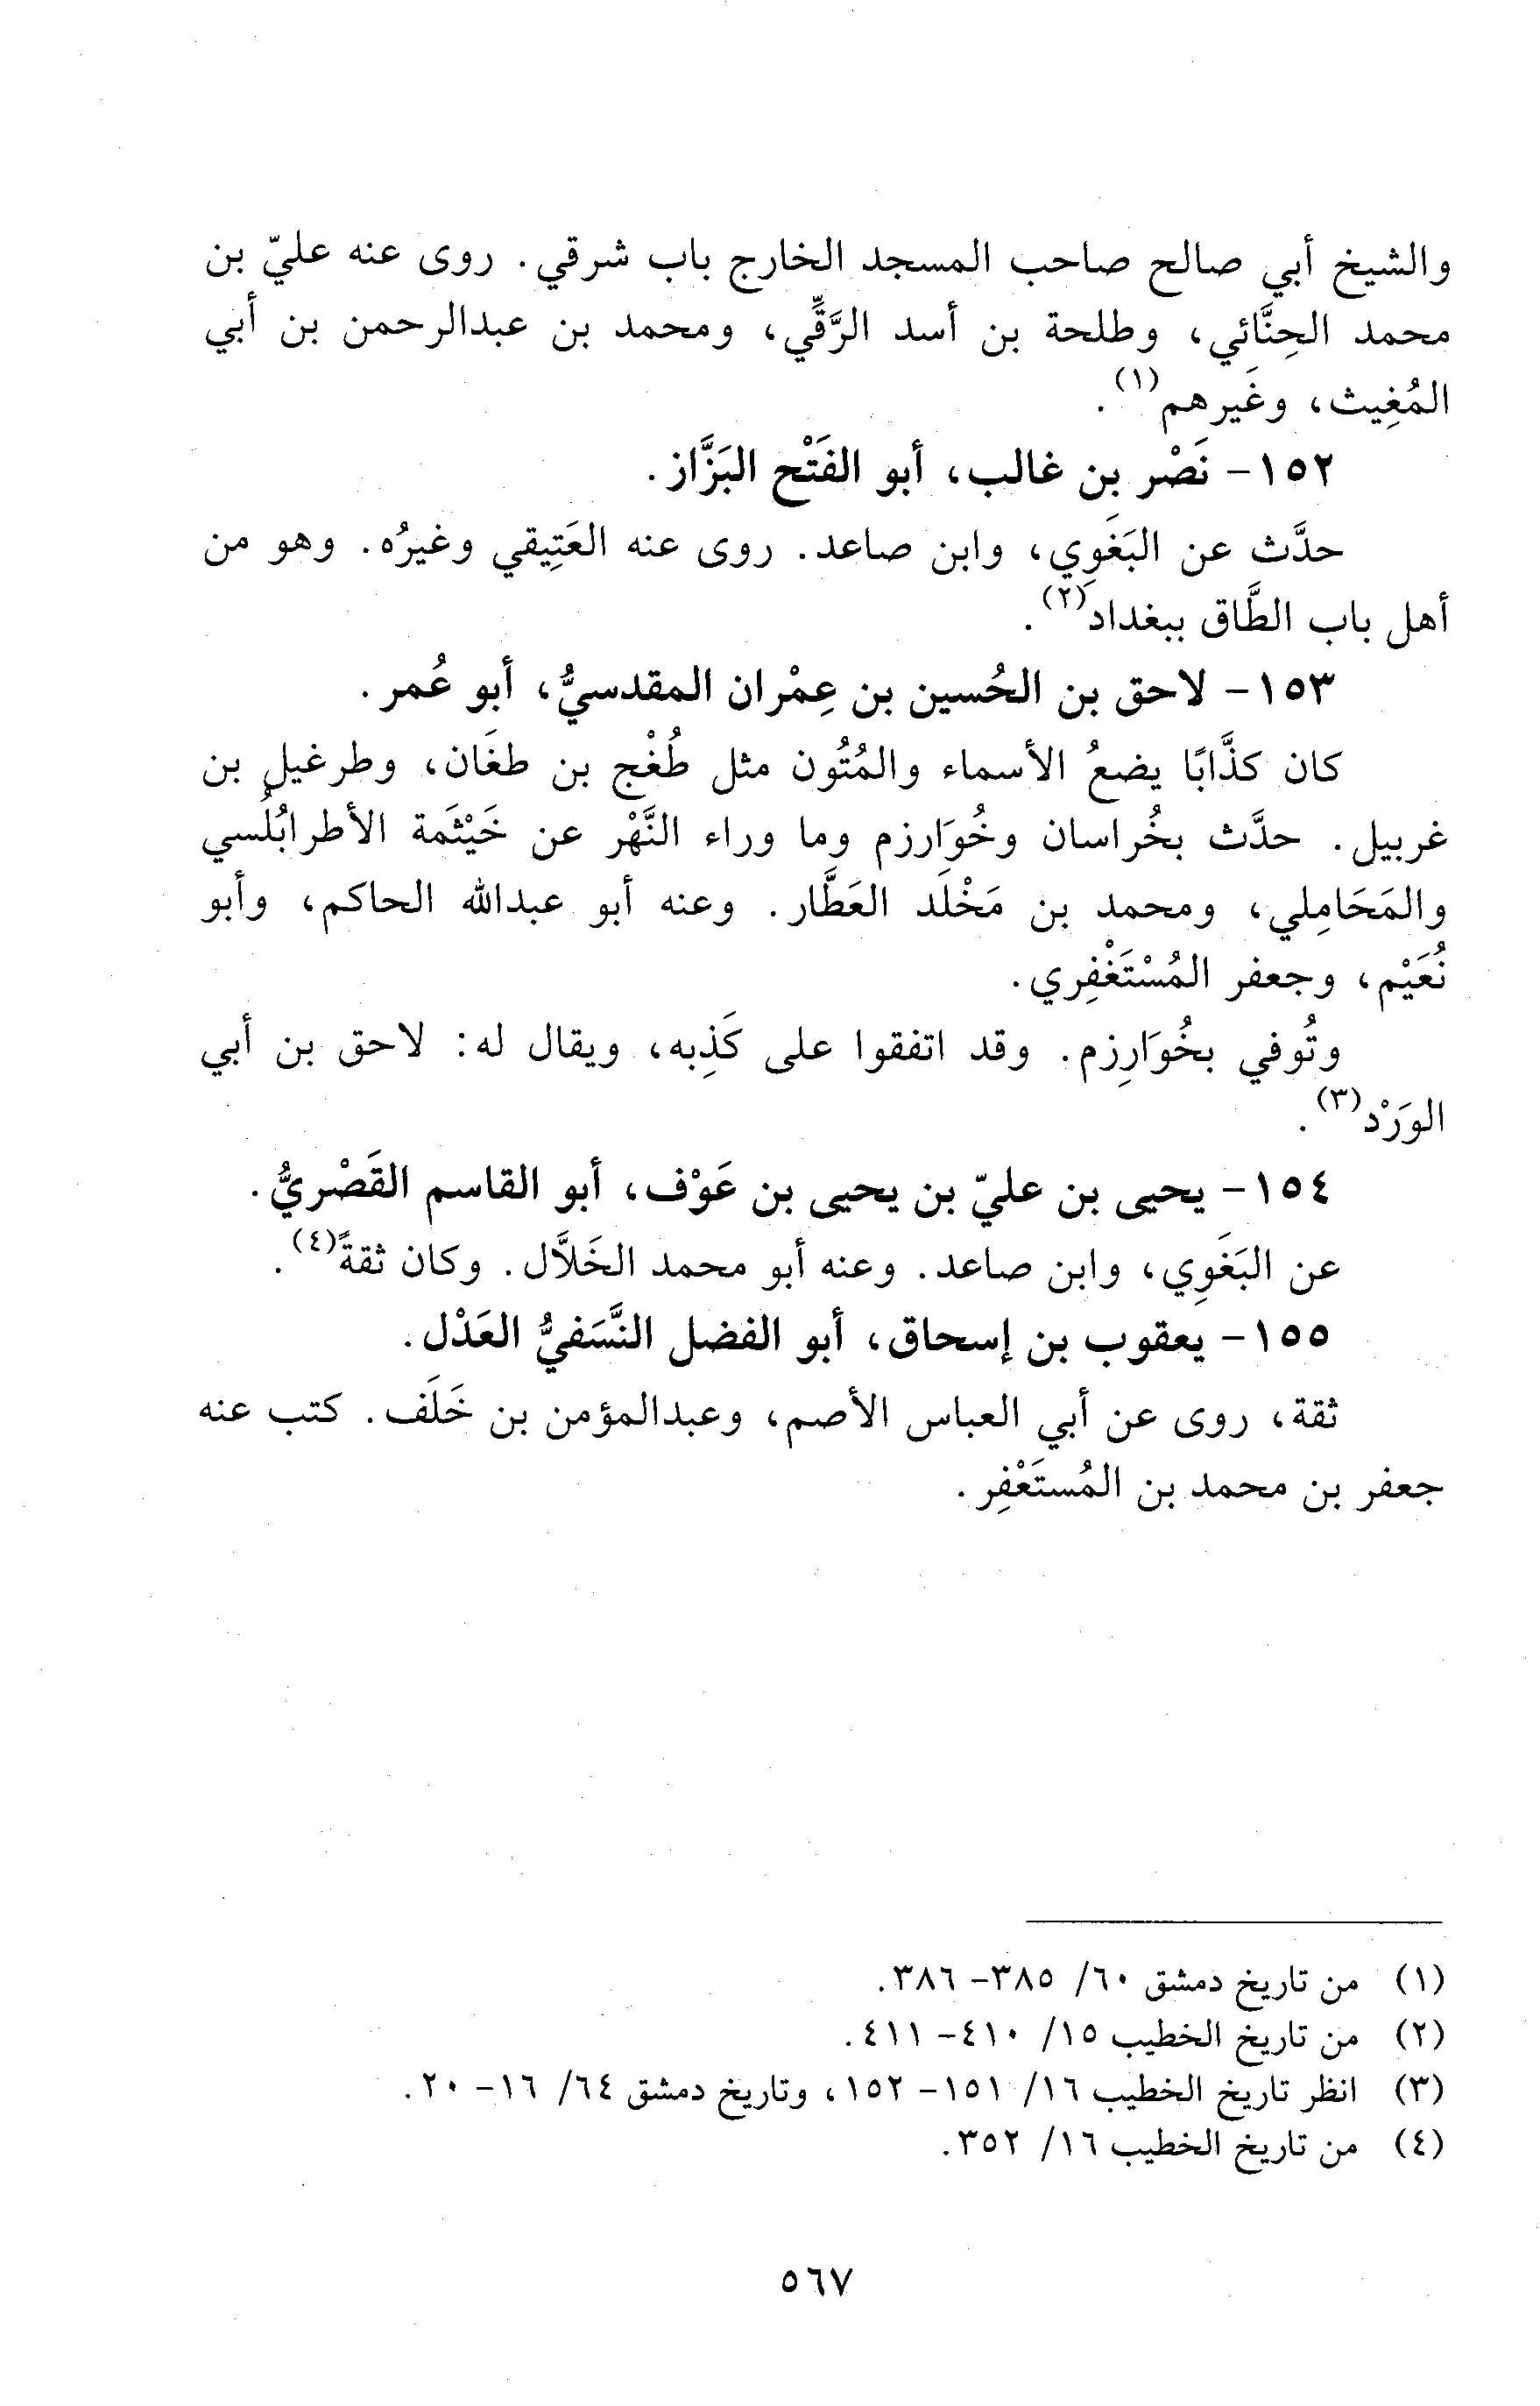 والشيخ أبي صالح صاحب المسجد الخارج باب شرقي. روى عنه عليّ بن
محمد الحِنَّائي، وطلحة بن أسد الرَّقِّي، ومحمد بن عبدالرحمن بن أبي
المُغِيث، وغَيرهم(١).
١٥٢- نَصْر بن غالب، أبو الفَتْح البَزَّاز.
حدَّث عن البَغَوِي، وابن صاعد. روى عنه العَتِيقي وغيرُه. وهو من
أهل باب الطَّاق ببغداد(٢).
١٥٣- لاحق بن الحُسين بن عِمْران المقدسيُّ، أبو عُمر.
كان كذَّابًا يضعُ الأسماء والمُتُون مثل طُغْج بن طغَان، وطرغيل بن
غربيل. حدَّث بخُراسان وخُوَارزم وما وراء النَّهْر عن خَيْثَمة الأطرابُلُسي
والمَحَامِلي، ومحمد بن مَخْلَد العَطَّار. وعنه أبو عبدالله الحاكم، وأبو
نُعَيْم، وجعفر المُسْتَغْفِري.
وتُوفي بخُوَارِزم. وقد اتفقوا على كَذِبه، ويقال له: لاحق بن أبي
الورَرْد(٣).
١٥٤- يحيى بن عليّ بن يحيى بن عَوْف، أبو القاسم القَصْريُّ.
عن البَغَوِي، وابن صاعد. وعنه أبو محمد الخَلَّال. وكان ثقةً(٤).
١٥٥- يعقوب بن إسحاق، أبو الفضل النَّسَفيُّ العَدْل.
ثقة، روى عن أبي العباس الأصم، وعبدالمؤمن بن خَلَف. كتب عنه
جعفر بن محمد بن المُستَعْفِر.
(١) من تاريخ دمشق ٦٠/ ٣٨٥- ٣٨٦.
(٢) من تاريخ الخطيب ١٥/ ٤١٠- ٤١١.
(٣) انظر تاريخ الخطيب ١٦/ ١٥١- ١٥٢، وتاريخ دمشق ٦٤/ ١٦- ٢٠.
(٤) من تاريخ الخطيب ١٦/ ٣٥٢.
٥٦٧